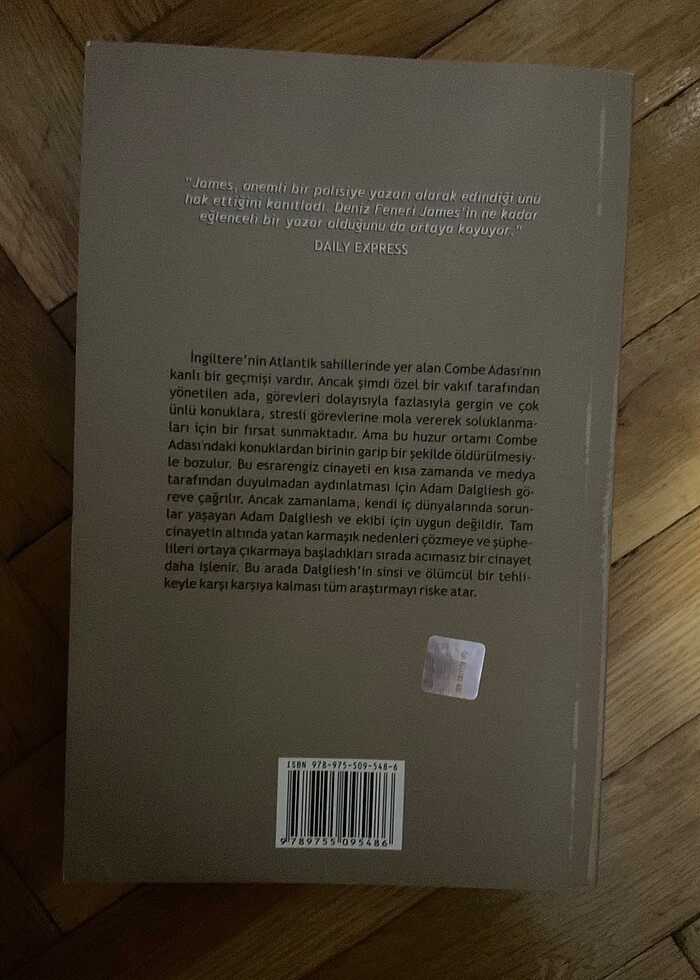 "James, önemli bir polisiye yazarı olarak edindiği ünü
hak ettiğini kanıtladı. Deniz Feneri James'in ne kadar
eğlenceli bir yazar olduğunu da ortaya koyuyor."
DAILY EXPRESS
İngiltere'nin Atlantik sahillerinde yer alan Combe Adası'nın
kanlı bir geçmişi vardır. Ancak şimdi özel bir vakıf tarafından
yönetilen ada, görevleri dolayısıyla fazlasıyla gergin ve çok
ünlü konuklara, stresli görevlerine mola vererek soluklanma-
ları için bir fırsat sunmaktadır. Ama bu huzur ortamı Combe
Adası'ndaki konuklardan birinin garip bir şekilde öldürülmesiy-
le bozulur. Bu esrarengiz cinayeti en kısa zamanda ve medya
tarafından duyulmadan aydınlatması için Adam Dalgliesh gö-
reve çağrılır. Ancak zamanlama, kendi iç dünyalarında sorun-
lar yaşayan Adam Dalgliesh ve ekibi için uygun değildir. Tam
cinayetin altında yatan karmaşık nedenleri çözmeye ve şüphe-
lileri ortaya çıkarmaya başladıkları sırada acımasız bir cinayet
daha işlenir. Bu arada Dalgliesh'in sinsi ve ölümcül bir tehli-
keyle karşı karşıya kalması tüm araştırmayı riske atar.
ISBN 978-975-509-548-6
9 789755 095486